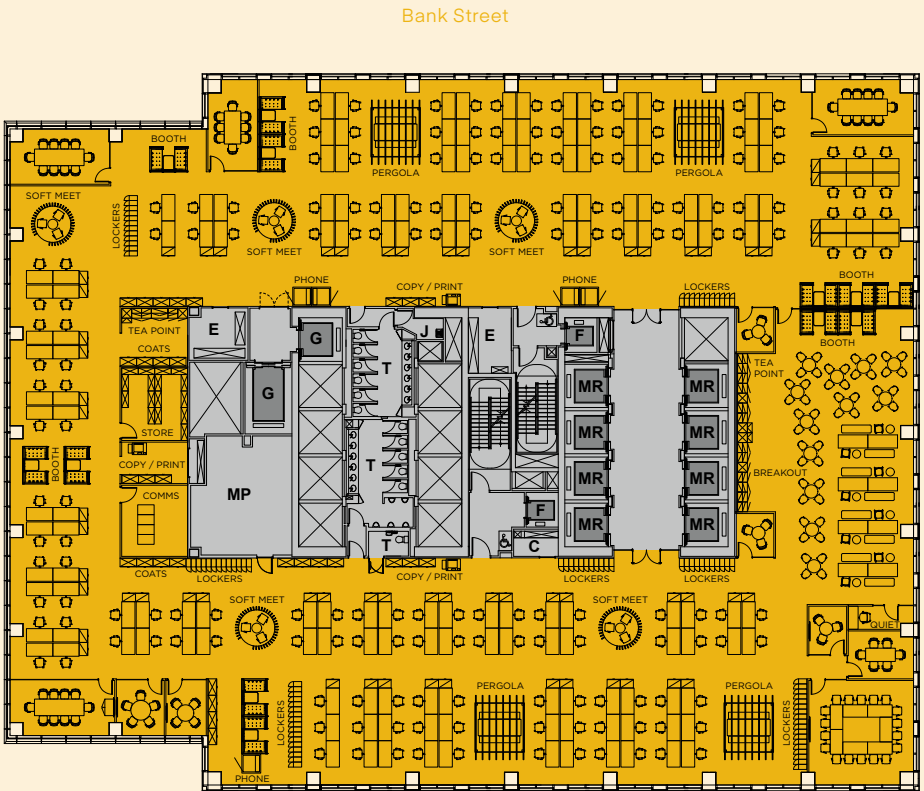 Bank Street
BOOTH
BOOTH
PERGOLA
PERGOLA
SOFT MEET
LOCKERS
SOFT MEET
SOFT MEET
BOOTH
PHONE
COPY / PRINT
PHONE
LOCKERS
TEA POINT
E
G
J
E
F
BOOTH
COATS
T
TEA
POINT
G
MR
MR
STORE
MR
MR
BOOTH
COPY / PRINT
T
MP
MR
MR
BREAKOUT
COMMS
F
MR
MR
T
C
COATS
LOCKERS
COPY / PRINT
LOCKERS
LOCKERS
SOFT MEET
SOFT MEET
QUIET
LOCKERS
PERGOLA
PERGOLA
LOCKERS
PHONE